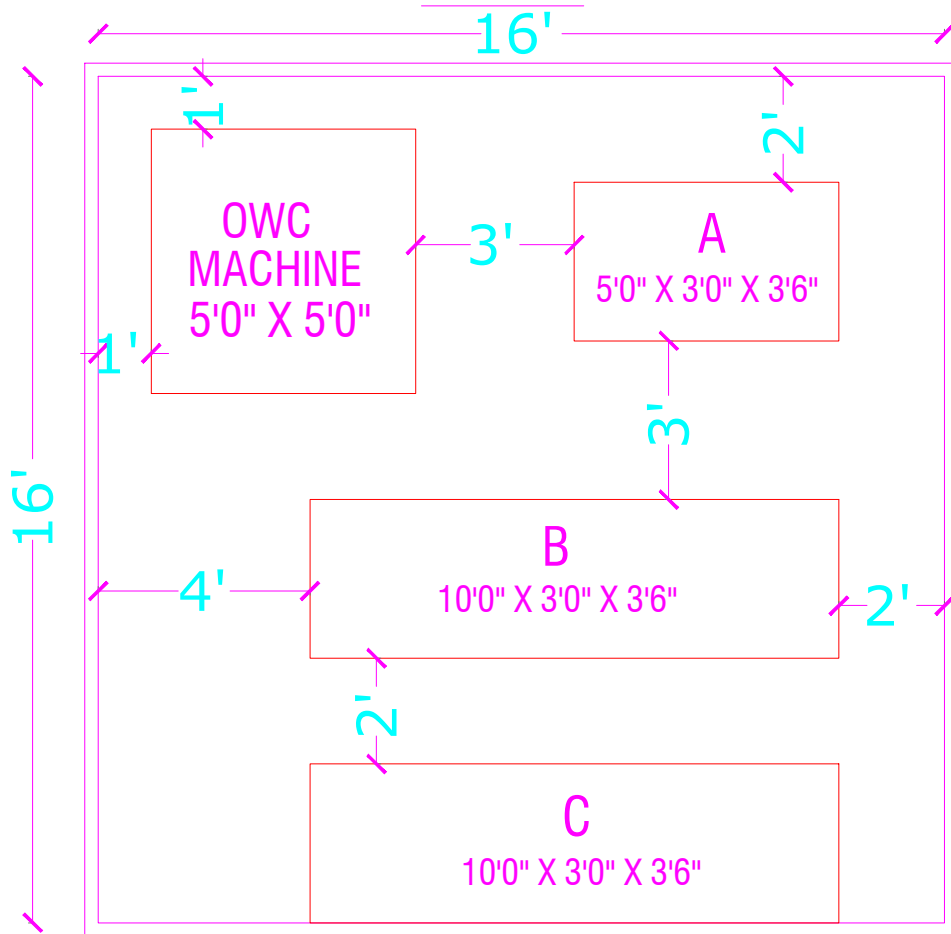 16'
1'
2'
OWC
MACHINE
5'0" X 5'0"
3'
A
5'0" X 3'0" X 3'6"
1'
3'
16'
B
10'0" X 3'0" X 3'6"
4'
2'
2'
C
10'0" X 3'0" X 3'6"